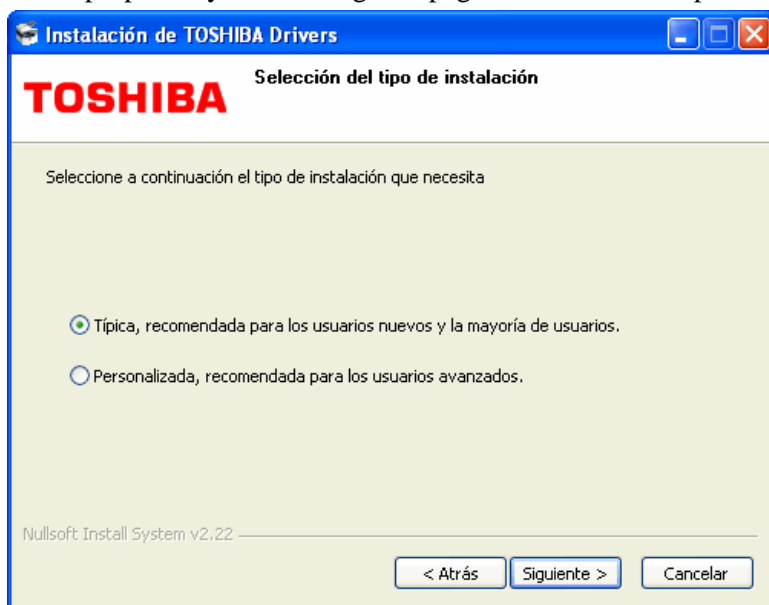 Instalación de TOSHIBA Drivers
TOSHIBA
Selección del tipo de instalación
Seleccione a continuación el tipo de instalación que necesita
Típica, recomendada para los usuarios nuevos y la mayoría de usuarios.
Personalizada, recomendada para los usuarios avanzados.
Nullsoft Install System v2.22
< Atrás Siguiente > Cancelar